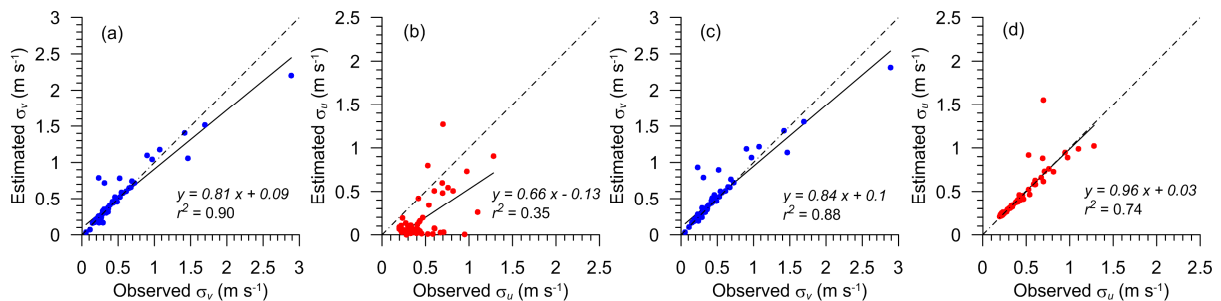 (a)
Estimated σv (m s-1)
3
2.5
2
1.5
1
0.5
0
y = 0.81 x + 0.09
r2 = 0.90
0 0.5 1 1.5 2 2.5 3
Observed σv (m s-1)
(b)
Estimated σu (m s-1)
2.5
2
1.5
1
0.5
0
y = 0.66 x - 0.13
r2 = 0.35
0 0.5 1 1.5 2 2.5
Observed σu (m s-1)
(c)
Estimated σv (m s-1)
3
2.5
2
1.5
1
0.5
0
y = 0.84 x + 0.1
r2 = 0.88
0 0.5 1 1.5 2 2.5 3
Observed σv (m s-1)
(d)
Estimated σu (m s-1)
2.5
2
1.5
1
0.5
0
y = 0.96 x + 0.03
r2 = 0.74
0 0.5 1 1.5 2 2.5
Observed σu (m s-1)